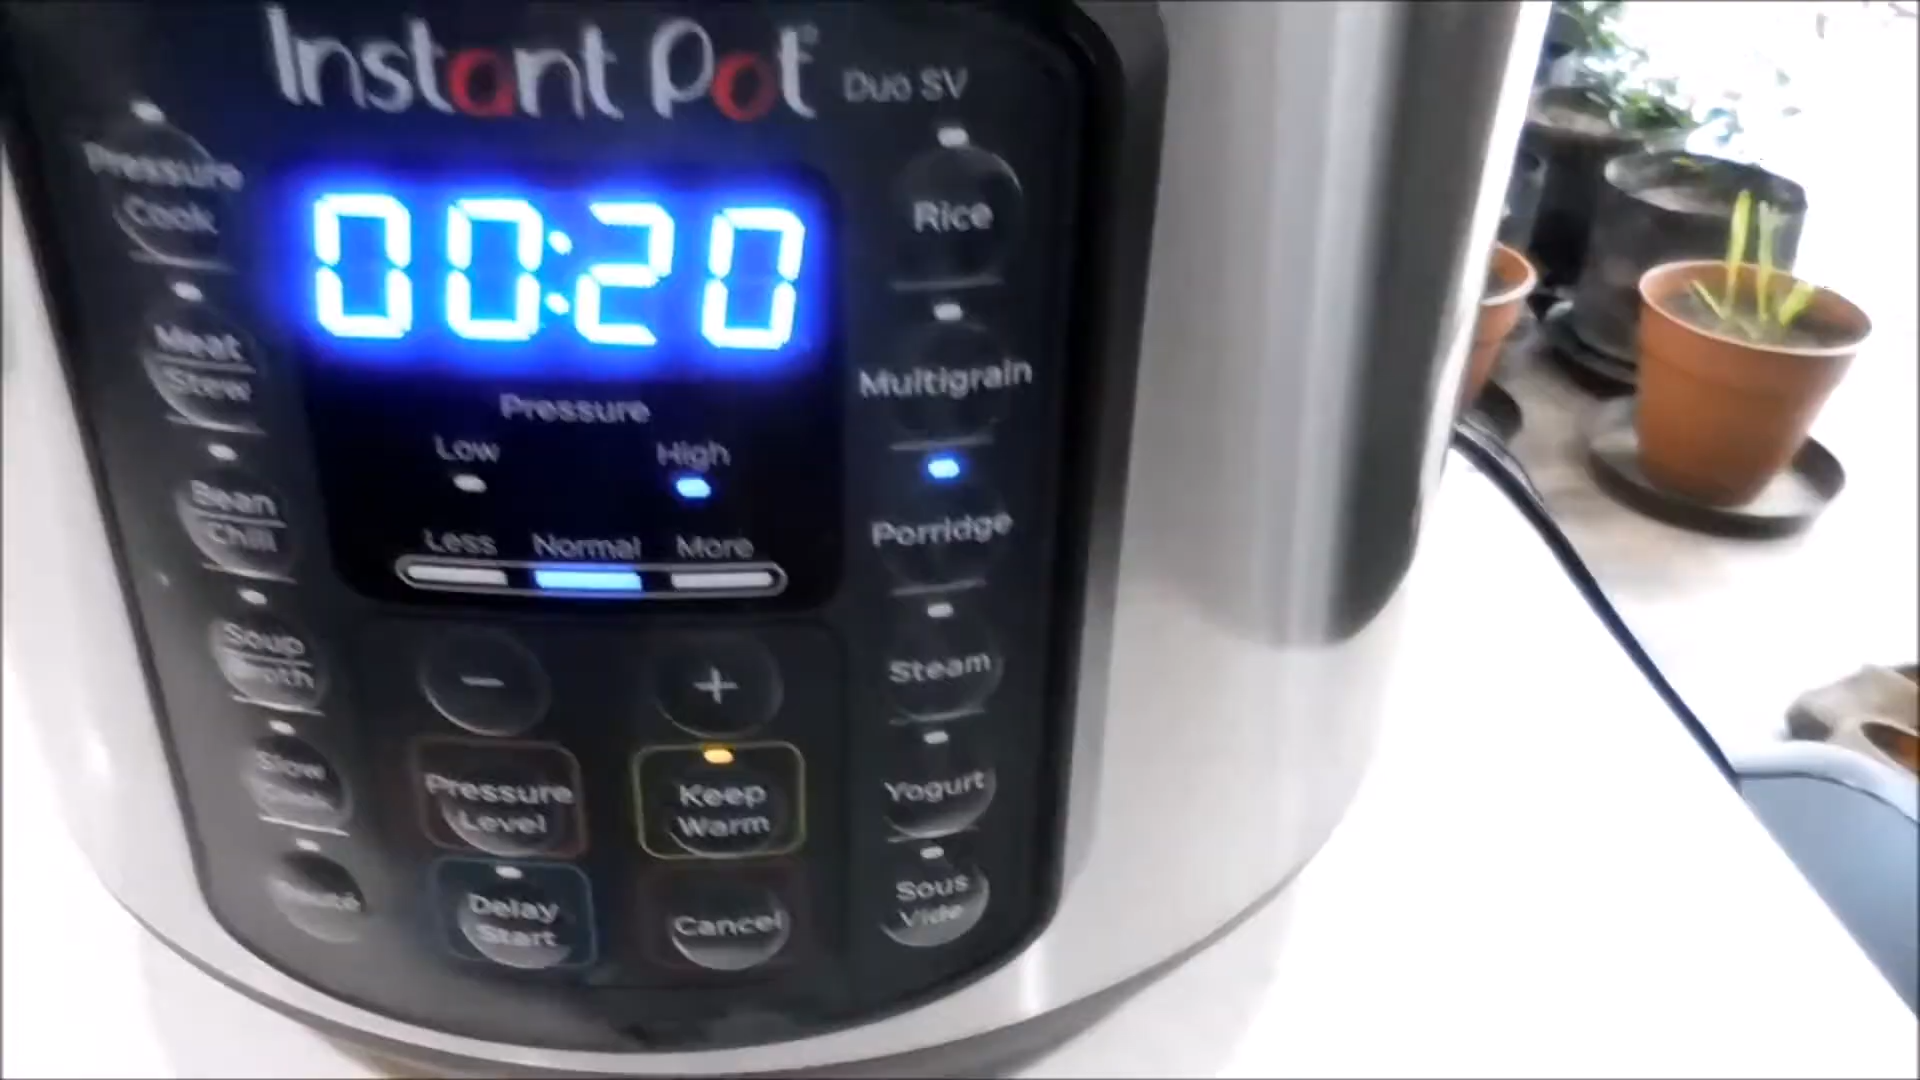 Instant Pot
Duo SV
00:20
Pressure
Low High
Less Normal More
Pressure
Cook
Meat
Stew
Bean
Chili
Soup
Broth
Slow
Rice
Multigrain
Porridge
Steam
Yogurt
Sous
Vide
−
+
Pressure
Level
Keep
Warm
Delay
Start
Cancel